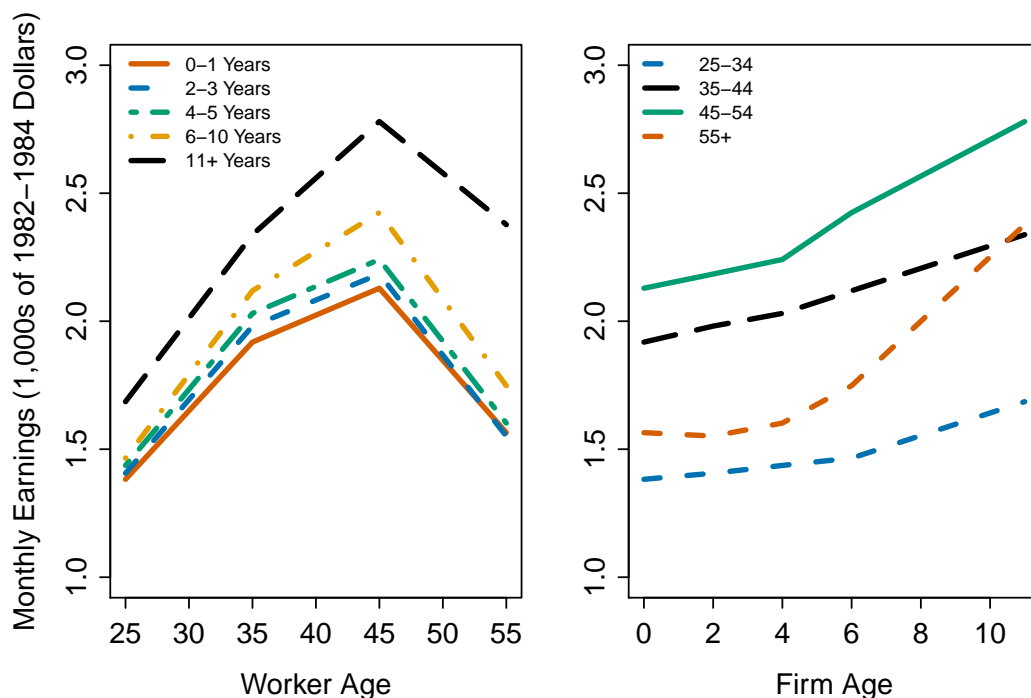 Monthly Earnings (1,000s of 1982−1984 Dollars)
3.0
2.5
2.0
1.5
1.0
0−1 Years
2−3 Years
4−5 Years
6−10 Years
11+ Years
25 30 35 40 45 50 55
Worker Age
3.0
2.5
2.0
1.5
1.0
25−34
35−44
45−54
55+
0 2 4 6 8 10
Firm Age